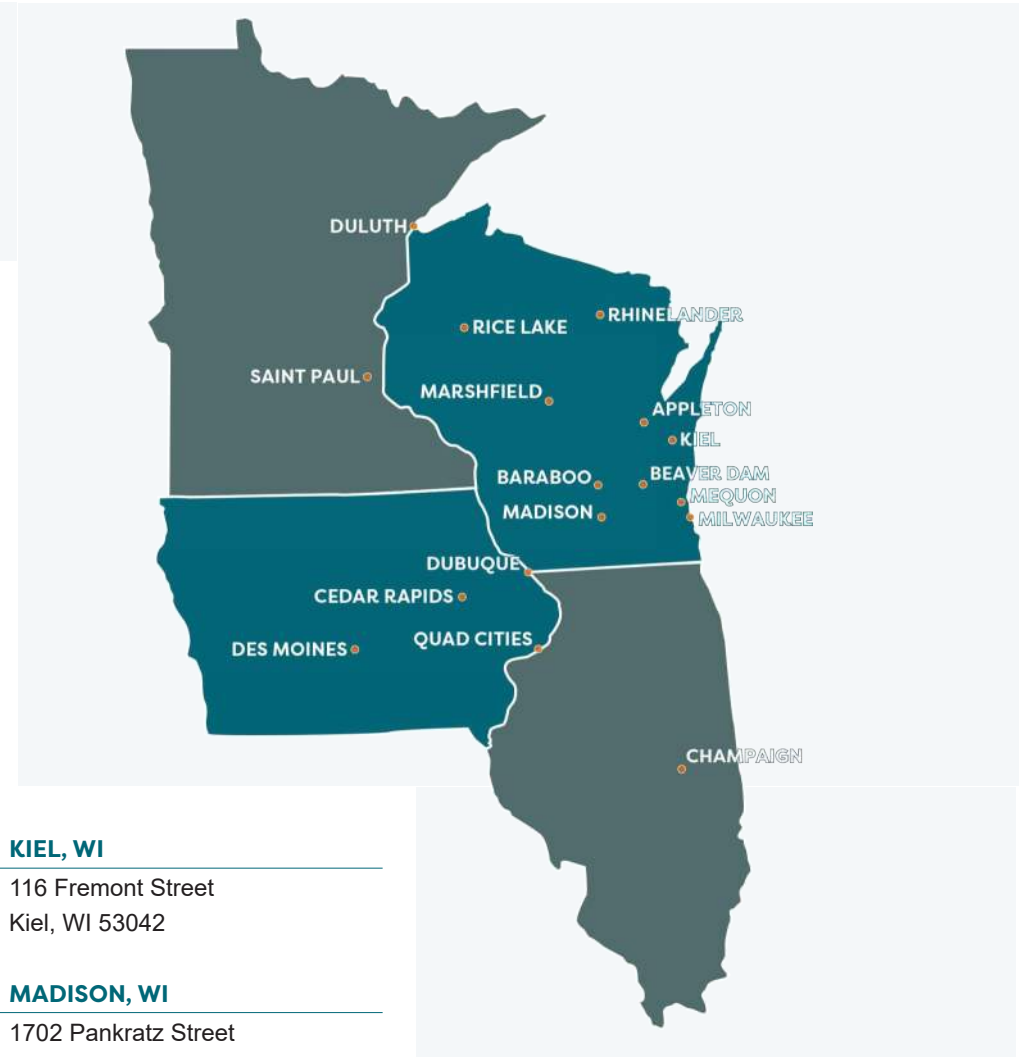 DULUTH
RHINELANDER
RICE LAKE
SAINT PAUL
MARSHFIELD
APPLETON
KIEL
BARABOO
BEAVER DAM
MEQUON
MADISON
MILWAUKEE
DUBUQUE
CEDAR RAPIDS
QUAD CITIES
DES MOINES
CHAMPAIGN
KIEL, WI
116 Fremont Street
Kiel, WI 53042
MADISON, WI
1702 Pankratz Street